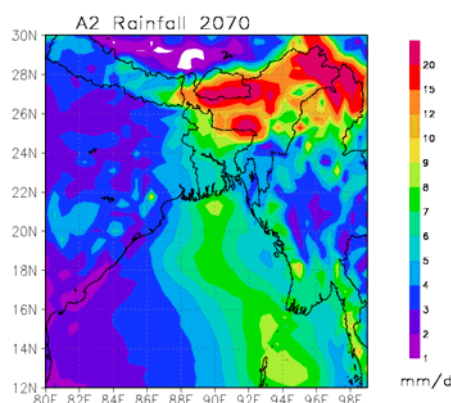 A2 Rainfall 2070
30N
28N
26N
24N
22N
20N
18N
16N
14N
12N
80E 82E 84E 86E 88E 90E 92E 94E 96E 98E
20
15
12
10
9
8
7
6
5
4
3
2
1
mm/d